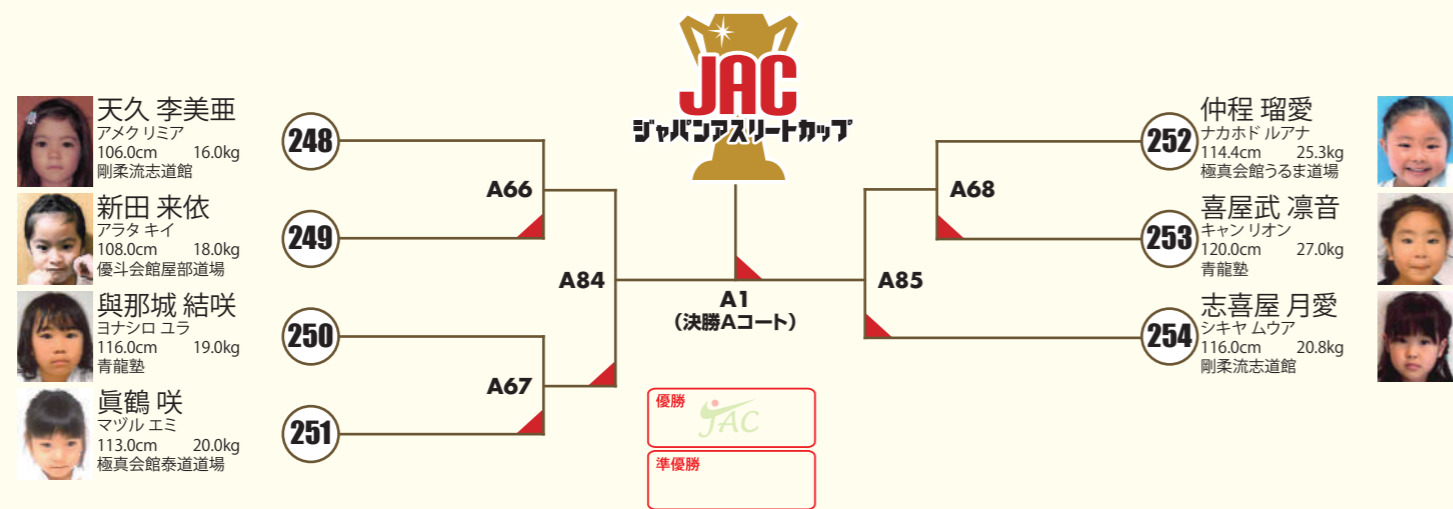 JAC
ジャパンアスリートカップ
天久 李美亜
アメク リミア
106.0cm 16.0kg
剛柔流志道館
248
新田 来依
アラタ キイ
108.0cm 18.0kg
優斗会館屋部道場
249
與那城 結咲
ヨナシロ ユラ
116.0cm 19.0kg
青龍塾
250
眞鶴 咲
マヅル エミ
113.0cm 20.0kg
極真会館泰道道場
251
A66
A67
A84
A1
(決勝Aコート)
A85
A68
252
仲程 瑠愛
ナカホド ルアナ
114.4cm 25.3kg
極真会館うるま道場
253
喜屋武 凛音
キャン リオン
120.0cm 27.0kg
青龍塾
254
志喜屋 月愛
シキヤ ムウア
116.0cm 20.8kg
剛柔流志道館
優勝
JAC
準優勝